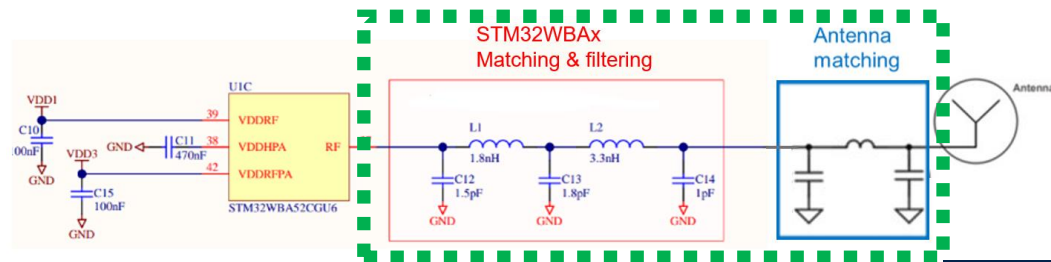 STM32WBAx
Matching & filtering
Antenna
matching
Antenna
U1C
VDD1
39
VDDRF
C10
00nF
GND
GND
C11
470nF
38
VDDHPA
RF
VDD3
42
VDDRFPA
C15
100nF
GND
STM32WBA52CGU6
L1
1.8nH
L2
3.3nH
C12
1.5pF
GND
C13
1.8pF
GND
C14
1pF
GND